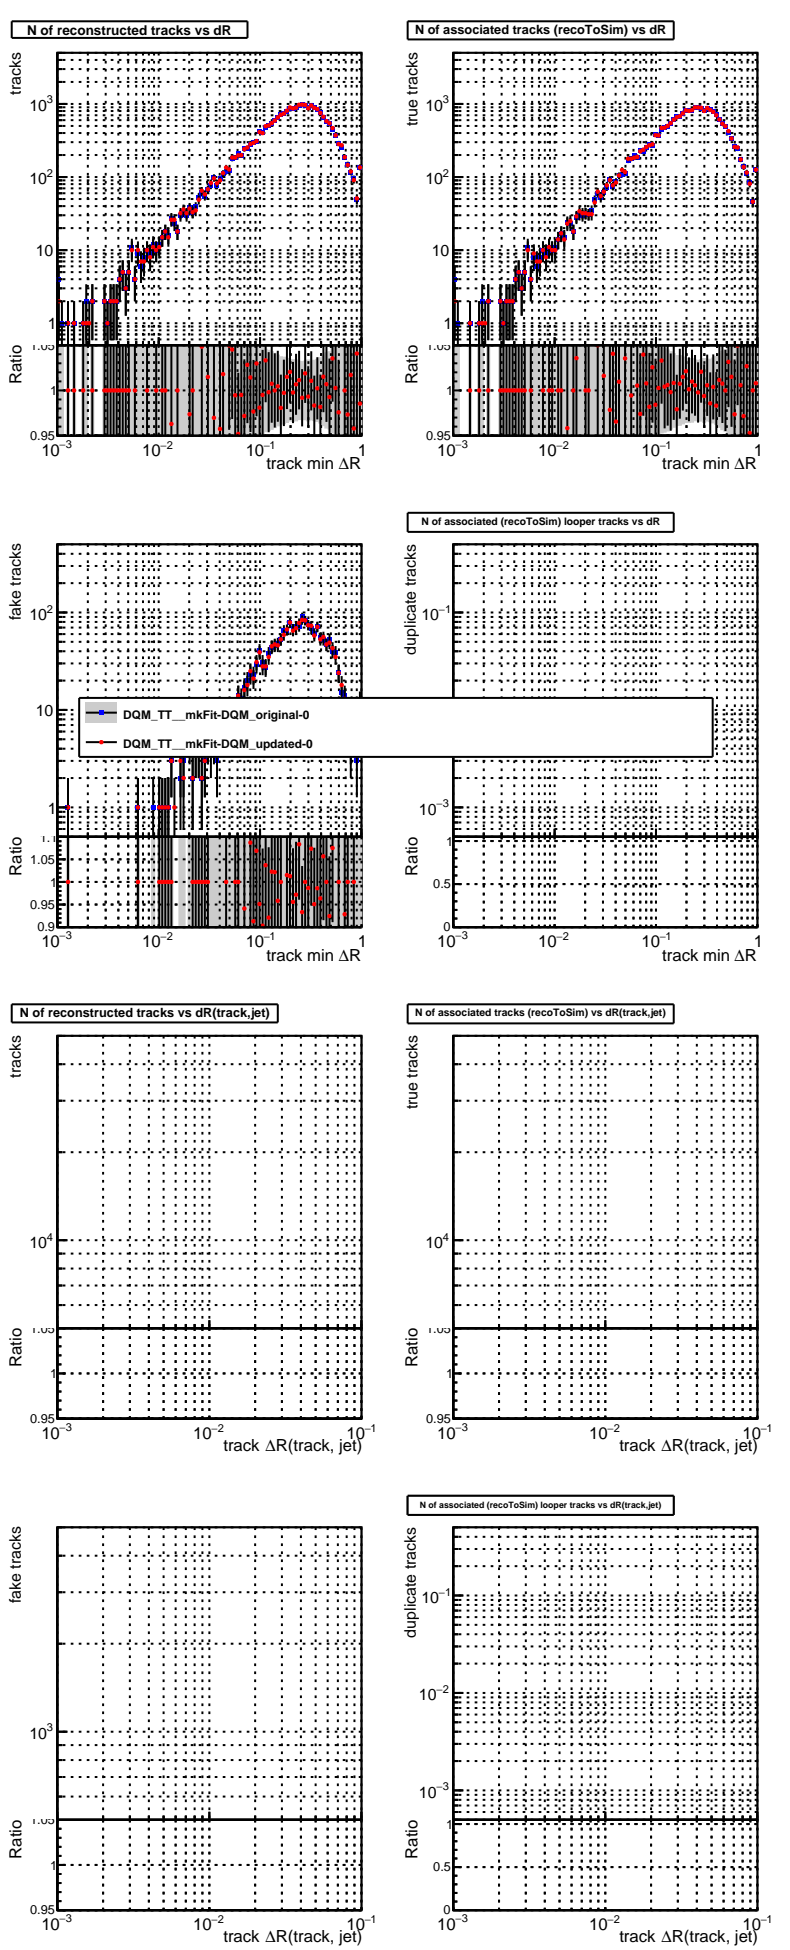 N of reconstructed tracks vs dR
tracks
10³
10²
10
1
Ratio
1.05
1
0.95
10⁻³ 10⁻² 10⁻¹ 1
track min ΔR
N of associated tracks (recoToSim) vs dR
true tracks
10³
10²
10
1
Ratio
1.05
1
0.95
10⁻³ 10⁻² 10⁻¹ 1
track min ΔR
fake tracks
10²
10
1
Ratio
1.1
1.05
1
0.95
0.9
10⁻³ 10⁻² 10⁻¹ 1
track min ΔR
N of associated (recoToSim) looper tracks vs dR
duplicate tracks
10⁻¹
10⁻³
Ratio
1
0.5
0
10⁻³ 10⁻² 10⁻¹ 1
track min ΔR
DQM_TT__mkFit-DQM_original-0
DQM_TT__mkFit-DQM_updated-0
N of reconstructed tracks vs dR(track,jet)
tracks
10⁴
Ratio
1.05
1
0.95
10⁻³ 10⁻² 10⁻¹
track ΔR(track, jet)
N of associated tracks (recoToSim) vs dR(track,jet)
true tracks
10⁴
Ratio
1.05
1
0.95
10⁻³ 10⁻² 10⁻¹
track ΔR(track, jet)
fake tracks
10³
Ratio
1.05
1
0.95
10⁻³ 10⁻² 10⁻¹
track ΔR(track, jet)
N of associated (recoToSim) looper tracks vs dR(track,jet)
duplicate tracks
10⁻¹
10⁻²
10⁻³
Ratio
1
0.5
0
10⁻³ 10⁻² 10⁻¹
track ΔR(track, jet)